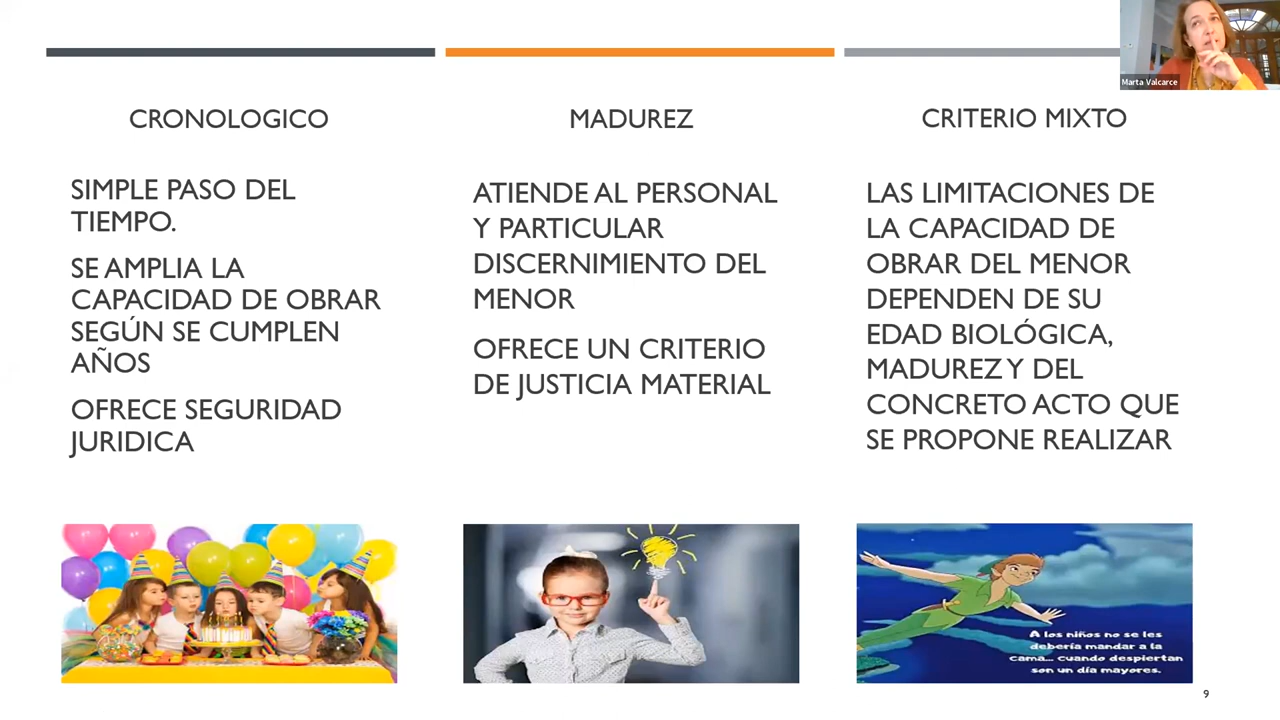 Marta Valcarce
CRONOLOGICO
SIMPLE PASO DEL
TIEMPO.
SE AMPLIA LA
CAPACIDAD DE OBRAR
SEGÚN SE CUMPLEN
AÑOS
OFRECE SEGURIDAD
JURIDICA
MADUREZ
ATIENDE AL PERSONAL
Y PARTICULAR
DISCERNIMIENTO DEL
MENOR
OFRECE UN CRITERIO
DE JUSTICIA MATERIAL
CRITERIO MIXTO
LAS LIMITACIONES DE
LA CAPACIDAD DE
OBRAR DEL MENOR
DEPENDEN DE SU
EDAD BIOLÓGICA,
MADUREZ Y DEL
CONCRETO ACTO QUE
SE PROPONE REALIZAR
A los niños no se les
debería mandar a la
cama... cuando despiertan
son un día mayores.
9